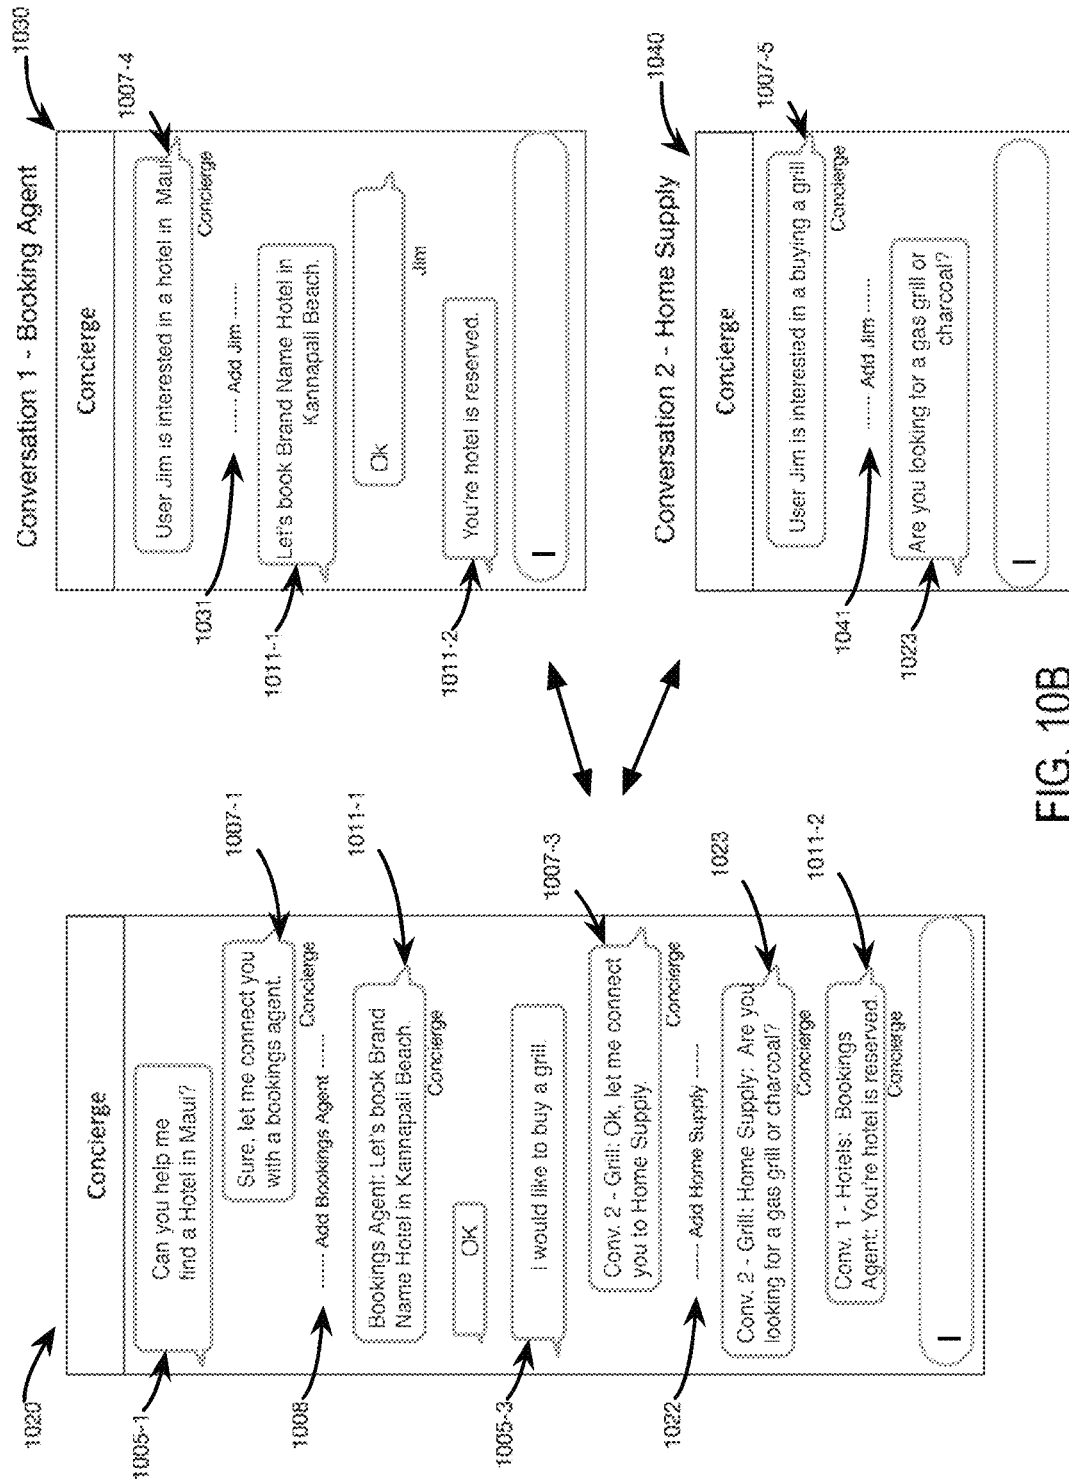 1020
Concierge
1005-1
Can you help me
find a Hotel in Maui?
1007-1
Sure, let me connect you
with a bookings agent.
Concierge
1008
------ Add Bookings Agent ------
1011-1
Bookings Agent: Let's book Brand
Name Hotel in Kannapali Beach.
Concierge
OK
1005-3
I would like to buy a grill.
1007-3
Conv. 2 - Grill: Ok, let me connect
you to Home Supply.
Concierge
1022
------ Add Home Supply ------
1023
Conv. 2 - Grill: Home Supply: Are you
looking for a gas grill or charcoal?
Concierge
1011-2
Conv. 1 - Hotels: Bookings
Agent: You're hotel is reserved.
Concierge
Conversation 1 - Booking Agent
1030
Concierge
1007-4
User Jim is interested in a hotel in Maui
Concierge
1031
------ Add Jim ------
1011-1
Let's book Brand Name Hotel in
Kannapali Beach.
Ok
Jim
1011-2
You're hotel is reserved.
Conversation 2 - Home Supply
1040
Concierge
1007-5
User Jim is interested in a buying a grill
Concierge
1041
------ Add Jim ------
1023
Are you looking for a gas grill or
charcoal?
FIG. 10B